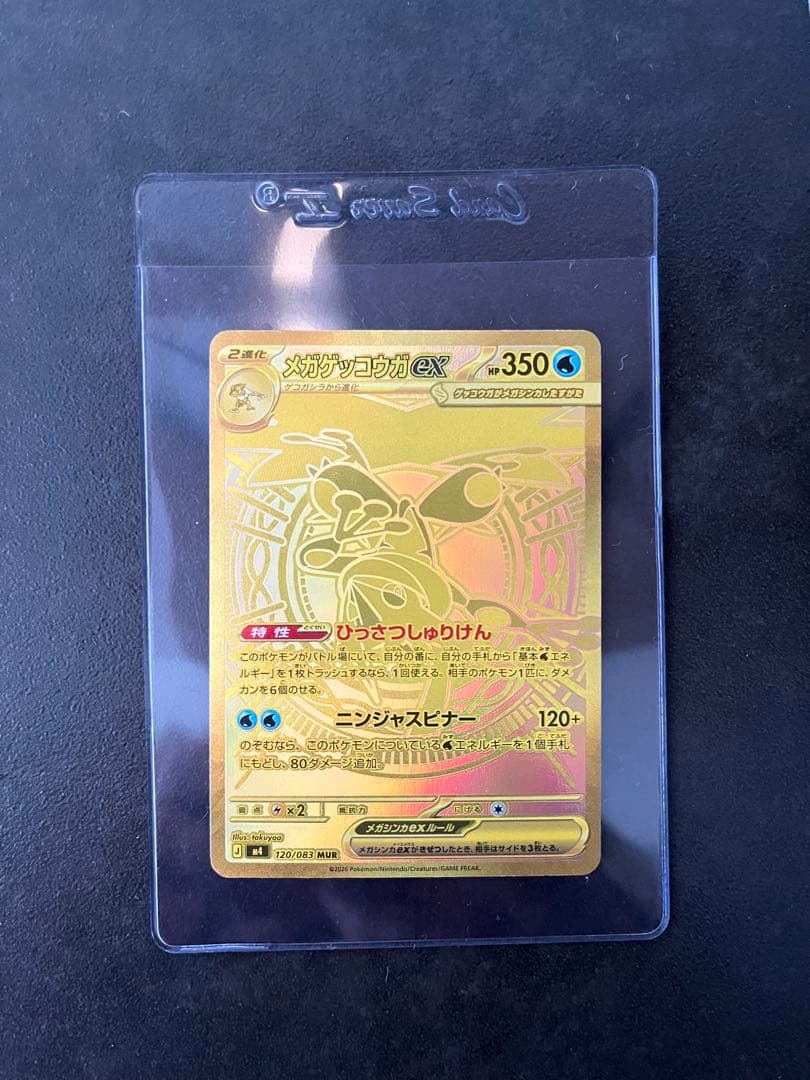 Card Saver II®
2進化
メガゲッコウガex
HP350
ゲコガシラから進化
ゲッコウガがメガシンカしたすがた
特性 とくせい ひっさつしゅりけん
このポケモンがバトル場にいて、自分の番に、自分の手札から「基本エネ
ルギー」を1枚トラッシュするなら、1回使える。相手のポケモン1匹に、ダメ
カンを6個のせる。
ニンジャスピナー 120+
のぞむなら、このポケモンについているエネルギーを1個手札
にもどし、80ダメージ追加。
弱点 ×2 抵抗力 にげる
メガシンカexルール
メガシンカexがきぜつしたとき、相手はサイドを3枚とる。
Illus. takuyoa
J M4 120/083 MUR
©2026 Pokémon/Nintendo/Creatures/GAME FREAK.